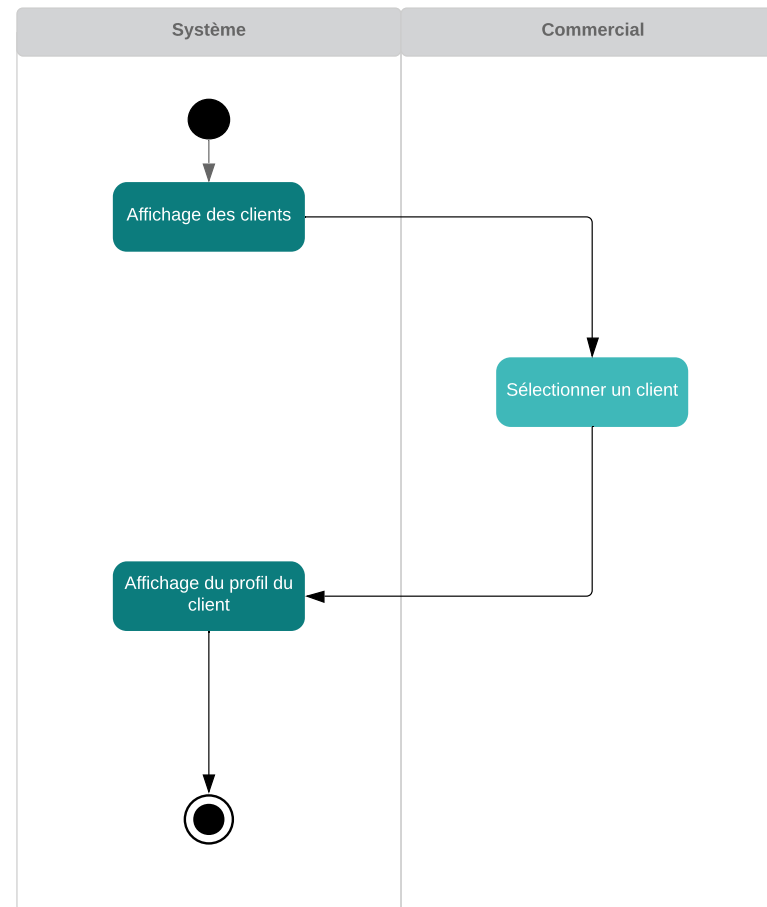 Système
Commercial
Affichage des clients
Sélectionner un client
Affichage du profil du
client